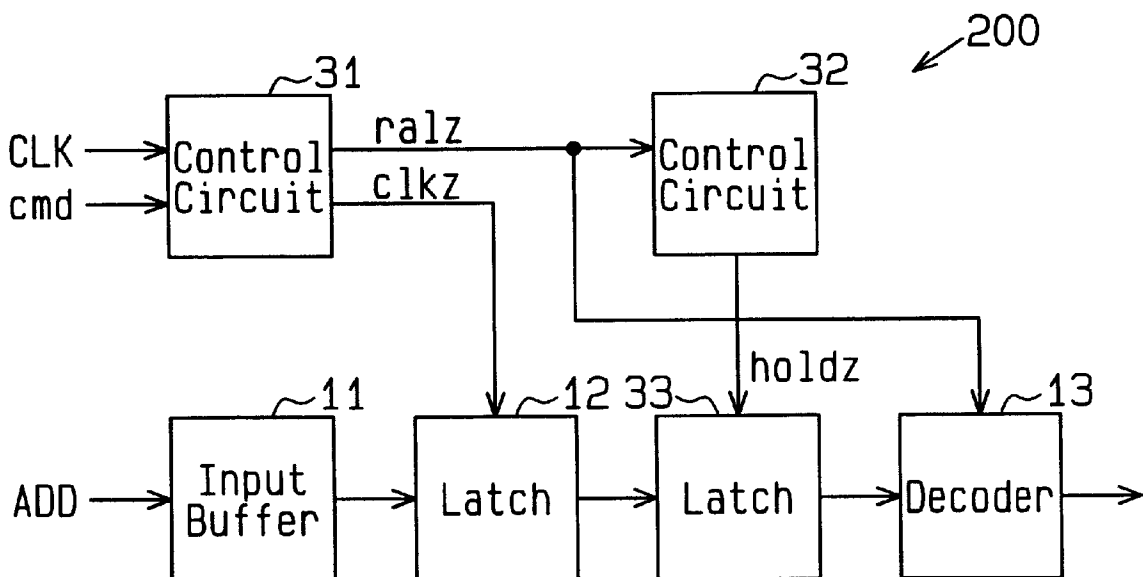 200
31
32
CLK
cmd
Control
Circuit
ralz
clkz
Control
Circuit
holdz
11
12
33
13
ADD
Input
Buffer
Latch
Latch
Decoder